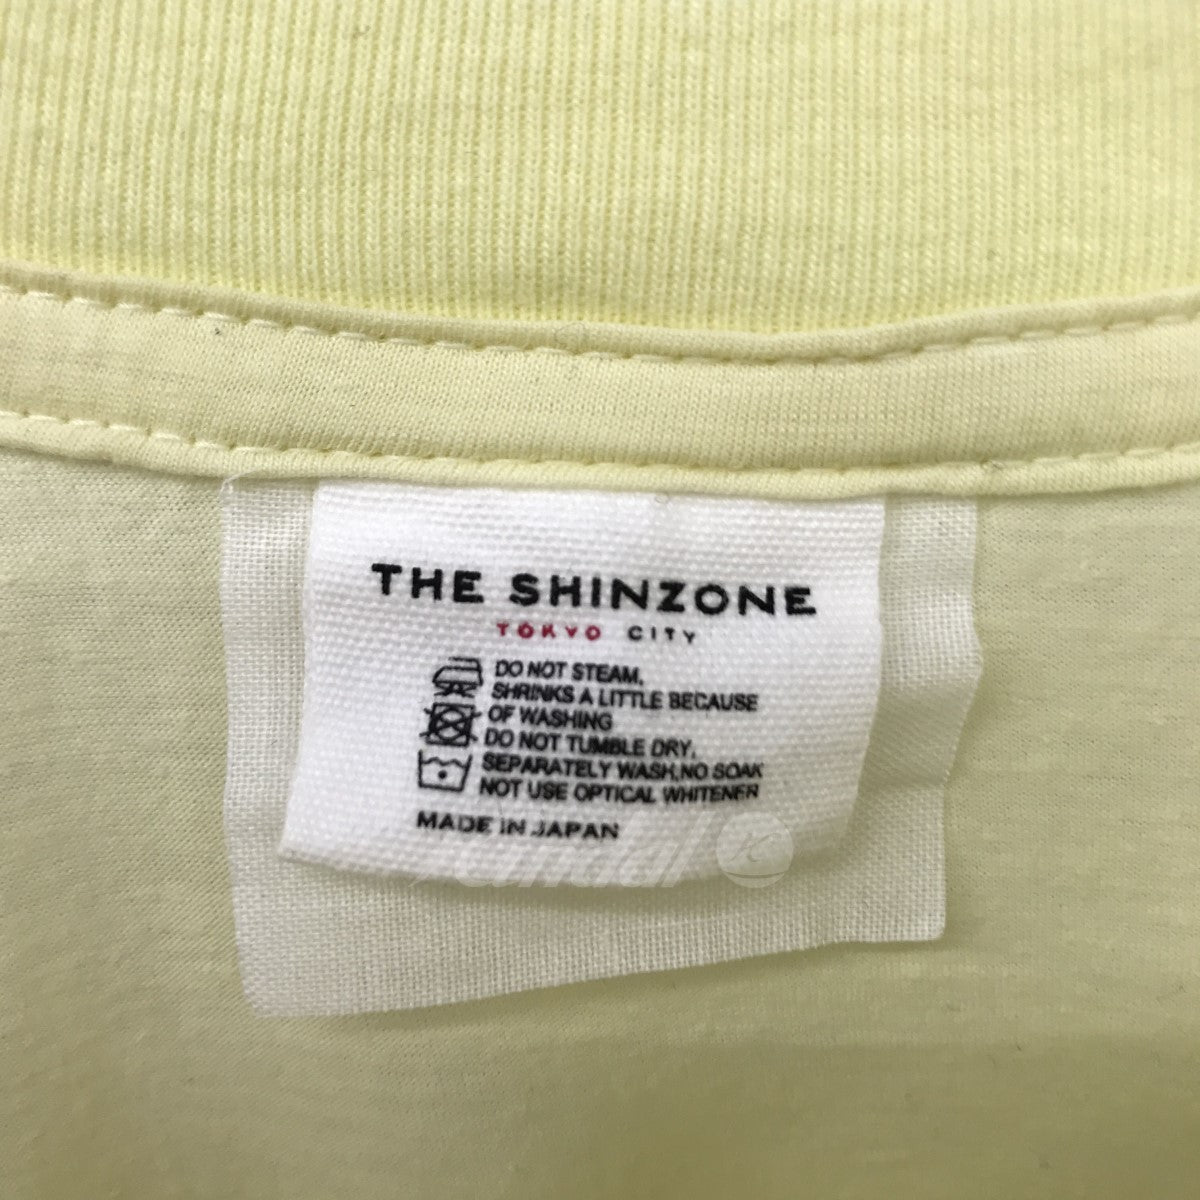 THE SHINZONE
TOKYO CITY
DO NOT STEAM,
SHRINKS A LITTLE BECAUSE
OF WASHING
DO NOT TUMBLE DRY,
SEPARATELY WASH,NO SOAK
NOT USE OPTICAL WHITENER
MADE IN JAPAN